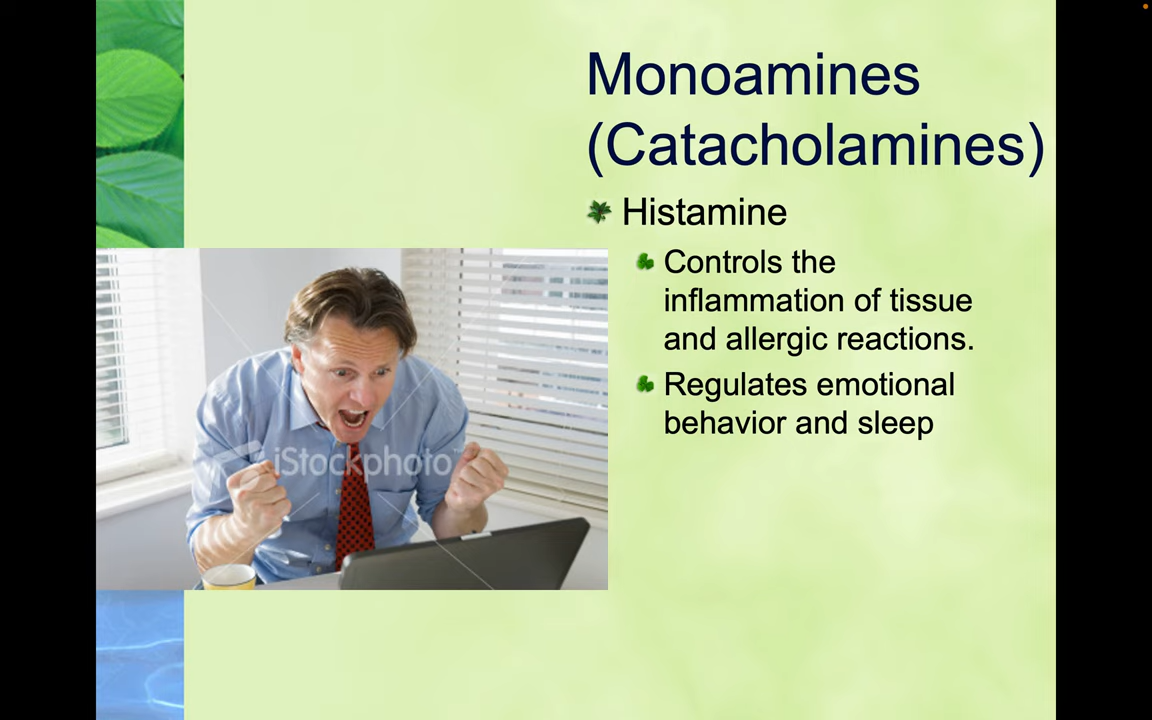 Monoamines
(Catacholamines)
Histamine
Controls the
inflammation of tissue
and allergic reactions.
Regulates emotional
behavior and sleep
iStockphoto